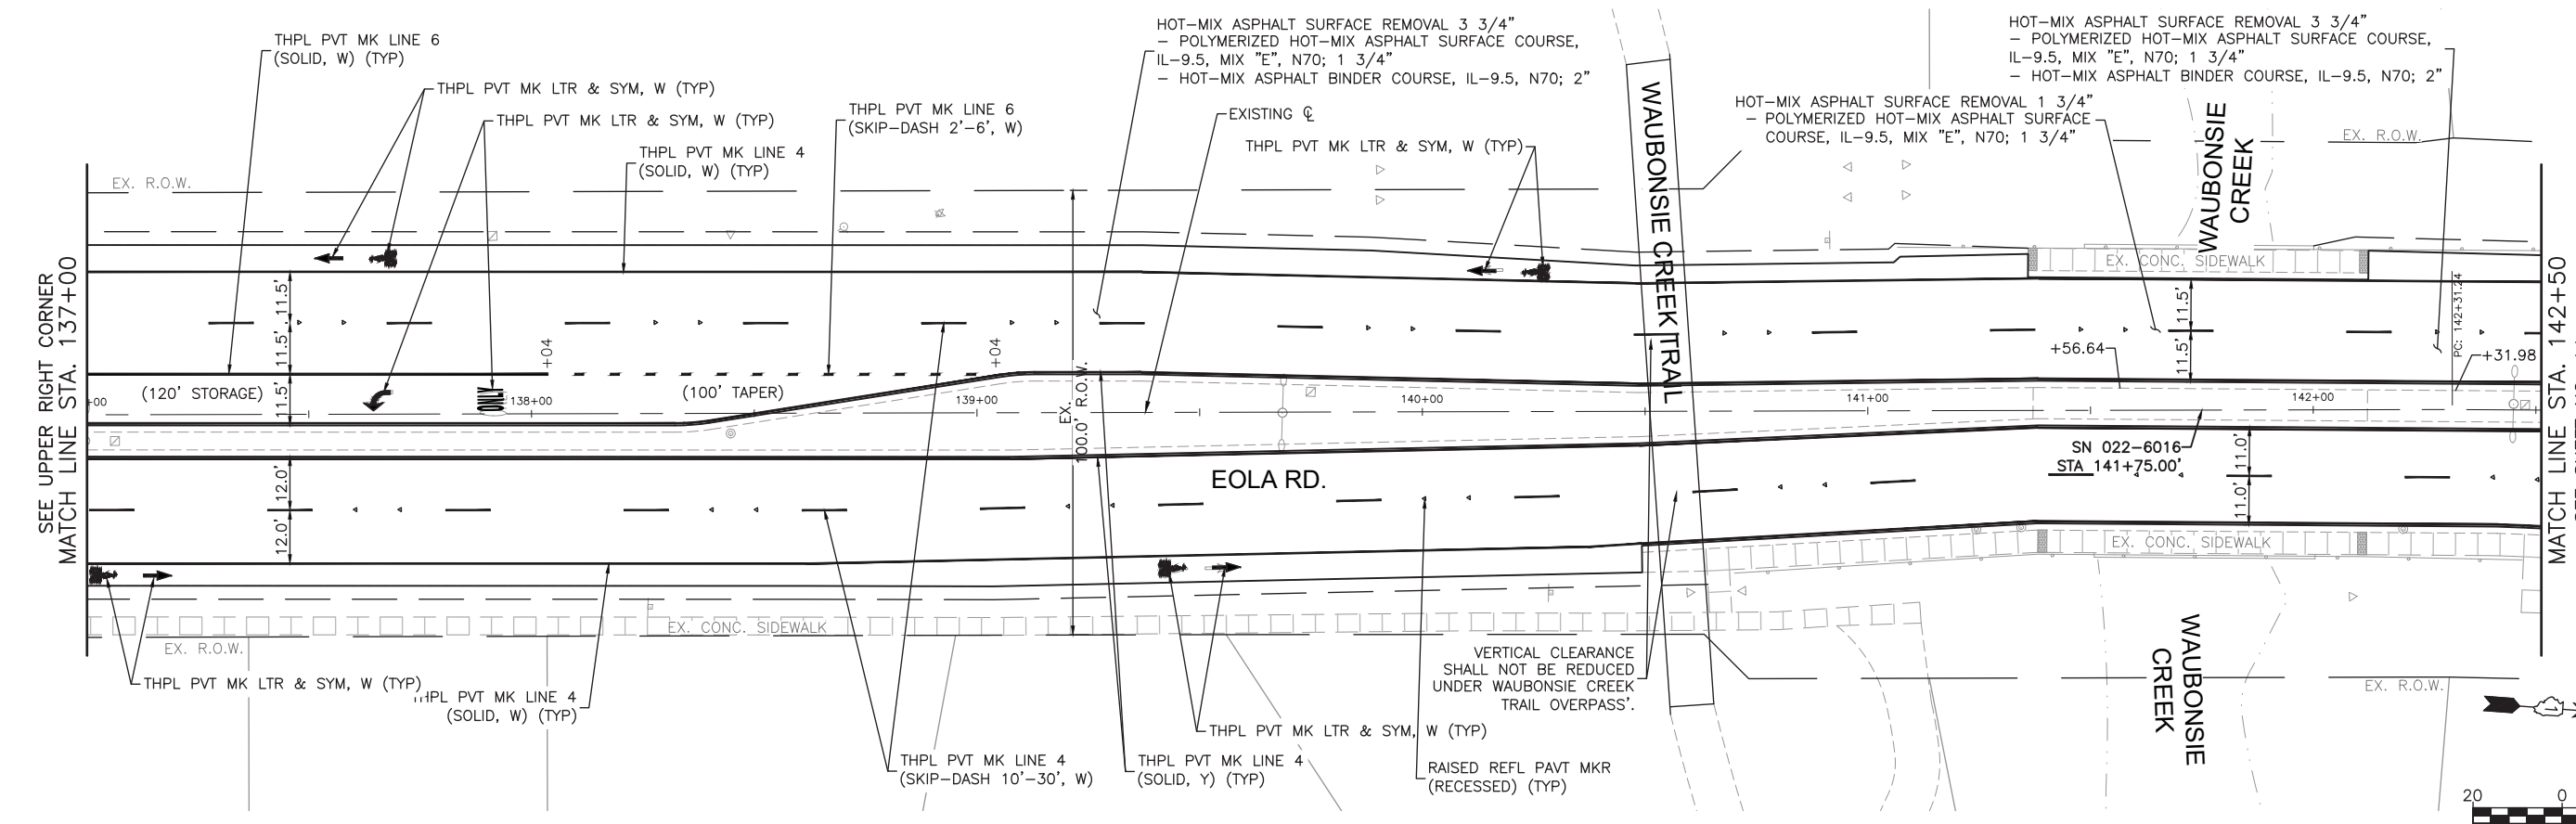 THPL PVT MK LINE 6
(SOLID, W) (TYP)
THPL PVT MK LTR & SYM, W (TYP)
THPL PVT MK LTR & SYM, W (TYP)
THPL PVT MK LINE 4
(SOLID, W) (TYP)
THPL PVT MK LINE 6
(SKIP-DASH 2'-6', W)
HOT-MIX ASPHALT SURFACE REMOVAL 3 3/4"
- POLYMERIZED HOT-MIX ASPHALT SURFACE COURSE,
IL-9.5, MIX "E", N70; 1 3/4"
- HOT-MIX ASPHALT BINDER COURSE, IL-9.5, N70; 2"
EXISTING ℄
THPL PVT MK LTR & SYM, W (TYP)
HOT-MIX ASPHALT SURFACE REMOVAL 1 3/4"
- POLYMERIZED HOT-MIX ASPHALT SURFACE
COURSE, IL-9.5, MIX "E", N70; 1 3/4"
HOT-MIX ASPHALT SURFACE REMOVAL 3 3/4"
- POLYMERIZED HOT-MIX ASPHALT SURFACE COURSE,
IL-9.5, MIX "E", N70; 1 3/4"
- HOT-MIX ASPHALT BINDER COURSE, IL-9.5, N70; 2"
WAUBONSIE
CREEK
EX. R.O.W.
EX. R.O.W.
WAUBONSIE CREEK TRAIL
SEE UPPER RIGHT CORNER
MATCH LINE STA. 137+00
11.5'
11.5'
11.5'
12.0'
12.0'
+00
(120' STORAGE)
ONLY
138+00
+04
(100' TAPER)
+04
139+00
EX.
100.0' R.O.W.
140+00
EOLA RD.
141+00
EX. CONC. SIDEWALK
11.5'
11.5'
+56.64
PC: 142+31.24
+31.98
142+00
SN 022-6016
STA 141+75.00'
11.0'
11.0'
EX. CONC. SIDEWALK
MATCH LINE STA. 142+50
EX. CONC. SIDEWALK
EX. R.O.W.
THPL PVT MK LTR & SYM, W (TYP)
THPL PVT MK LINE 4
(SOLID, W) (TYP)
THPL PVT MK LINE 4
(SKIP-DASH 10'-30', W)
THPL PVT MK LINE 4
(SOLID, Y) (TYP)
THPL PVT MK LTR & SYM, W (TYP)
RAISED REFL PAVT MKR
(RECESSED) (TYP)
VERTICAL CLEARANCE
SHALL NOT BE REDUCED
UNDER WAUBONSIE CREEK
TRAIL OVERPASS'.
WAUBONSIE
CREEK
EX. R.O.W.
20
0